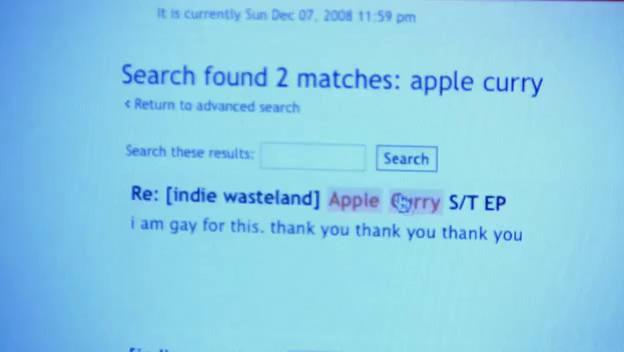 It is currently Sun Dec 07, 2008 11:59 pm
Search found 2 matches: apple curry
< Return to advanced search
Search these results:
Search
Re: [indie wasteland] Apple Curry S/T EP
i am gay for this. thank you thank you thank you